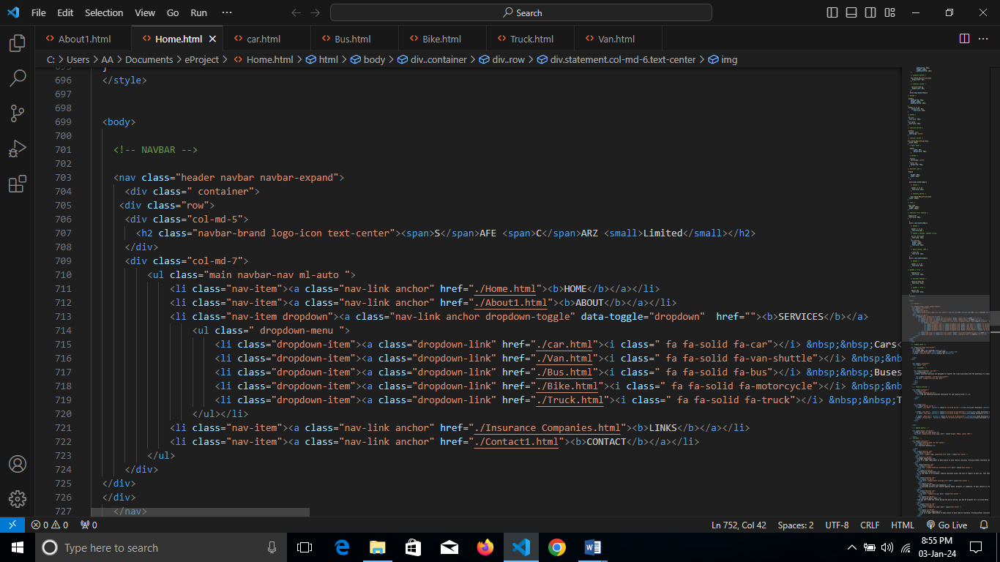 File Edit Selection View Go Run ··· Search
About1.html Home.html car.html Bus.html Bike.html Truck.html Van.html
C: > Users > AA > Documents > eProject > Home.html > html > body > div..container > div..row > div.statement.col-md-6.text-center > img
696 </style>
697
698
699 <body>
700
701 <!-- NAVBAR -->
702
703 <nav class="header navbar navbar-expand">
704 <div class=" container">
705 <div class="row">
706 <div class="col-md-5">
707 <h2 class="navbar-brand logo-icon text-center"><span>S</span>AFE <span>C</span>ARZ <small>Limited</small></h2>
708 </div>
709 <div class="col-md-7">
710 <ul class="main navbar-nav ml-auto ">
711 <li class="nav-item"><a class="nav-link anchor" href="./Home.html"><b>HOME</b></a></li>
712 <li class="nav-item"><a class="nav-link anchor" href="./About1.html"><b>ABOUT</b></a></li>
713 <li class="nav-item dropdown"><a class="nav-link anchor dropdown-toggle" data-toggle="dropdown"  href=""><b>SERVICES</b></a>
714 <ul class=" dropdown-menu ">
715 <li class="dropdown-item"><a class="dropdown-link" href="./car.html"><i class=" fa fa-solid fa-car"></i> &nbsp;&nbsp;Cars<
716 <li class="dropdown-item"><a class="dropdown-link" href="./Van.html"><i class=" fa fa-solid fa-van-shuttle"></i> &nbsp;&nb
717 <li class="dropdown-item"><a class="dropdown-link" href="./Bus.html"><i class=" fa fa-solid fa-bus"></i> &nbsp;&nbsp;Buses
718 <li class="dropdown-item"><a class="dropdown-link" href="./Bike.html"><i class=" fa fa-solid fa-motorcycle"></i> &nbsp;&nb
719 <li class="dropdown-item"><a class="dropdown-link" href="./Truck.html"><i class=" fa fa-solid fa-truck"></i> &nbsp;&nbsp;T
720 </ul></li>
721 <li class="nav-item"><a class="nav-link anchor" href="./Insurance Companies.html"><b>LINKS</b></a></li>
722 <li class="nav-item"><a class="nav-link anchor" href="./Contact1.html"><b>CONTACT</b></a></li>
723 </ul>
724 </div>
725 </div>
726 </div>
727 </nav>
0 0 0 Ln 752, Col 42 Spaces: 2 UTF-8 CRLF HTML Go Live
Type here to search 8:55 PM
03-Jan-24